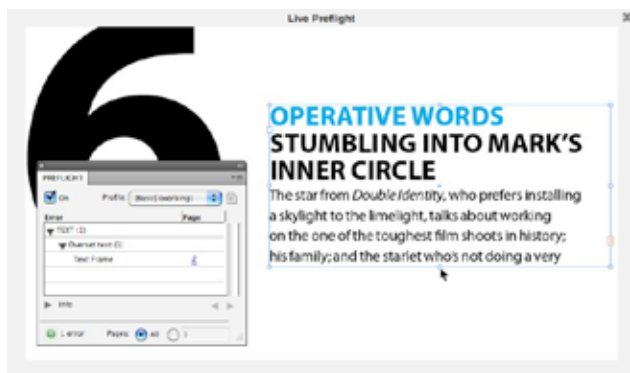 Live Preflight
6
OPERATIVE WORDS
STUMBLING INTO MARK'S
INNER CIRCLE
The star from Double Identity, who prefers installing
a skylight to the limelight, talks about working
on the one of the toughest film shoots in history;
his family; and the starlet who's not doing a very
PREFLIGHT
On Profile: [Basic] (working)
Error Page
TEXT (1)
Overset text (1)
Text Frame
Info
1 error Pages: All